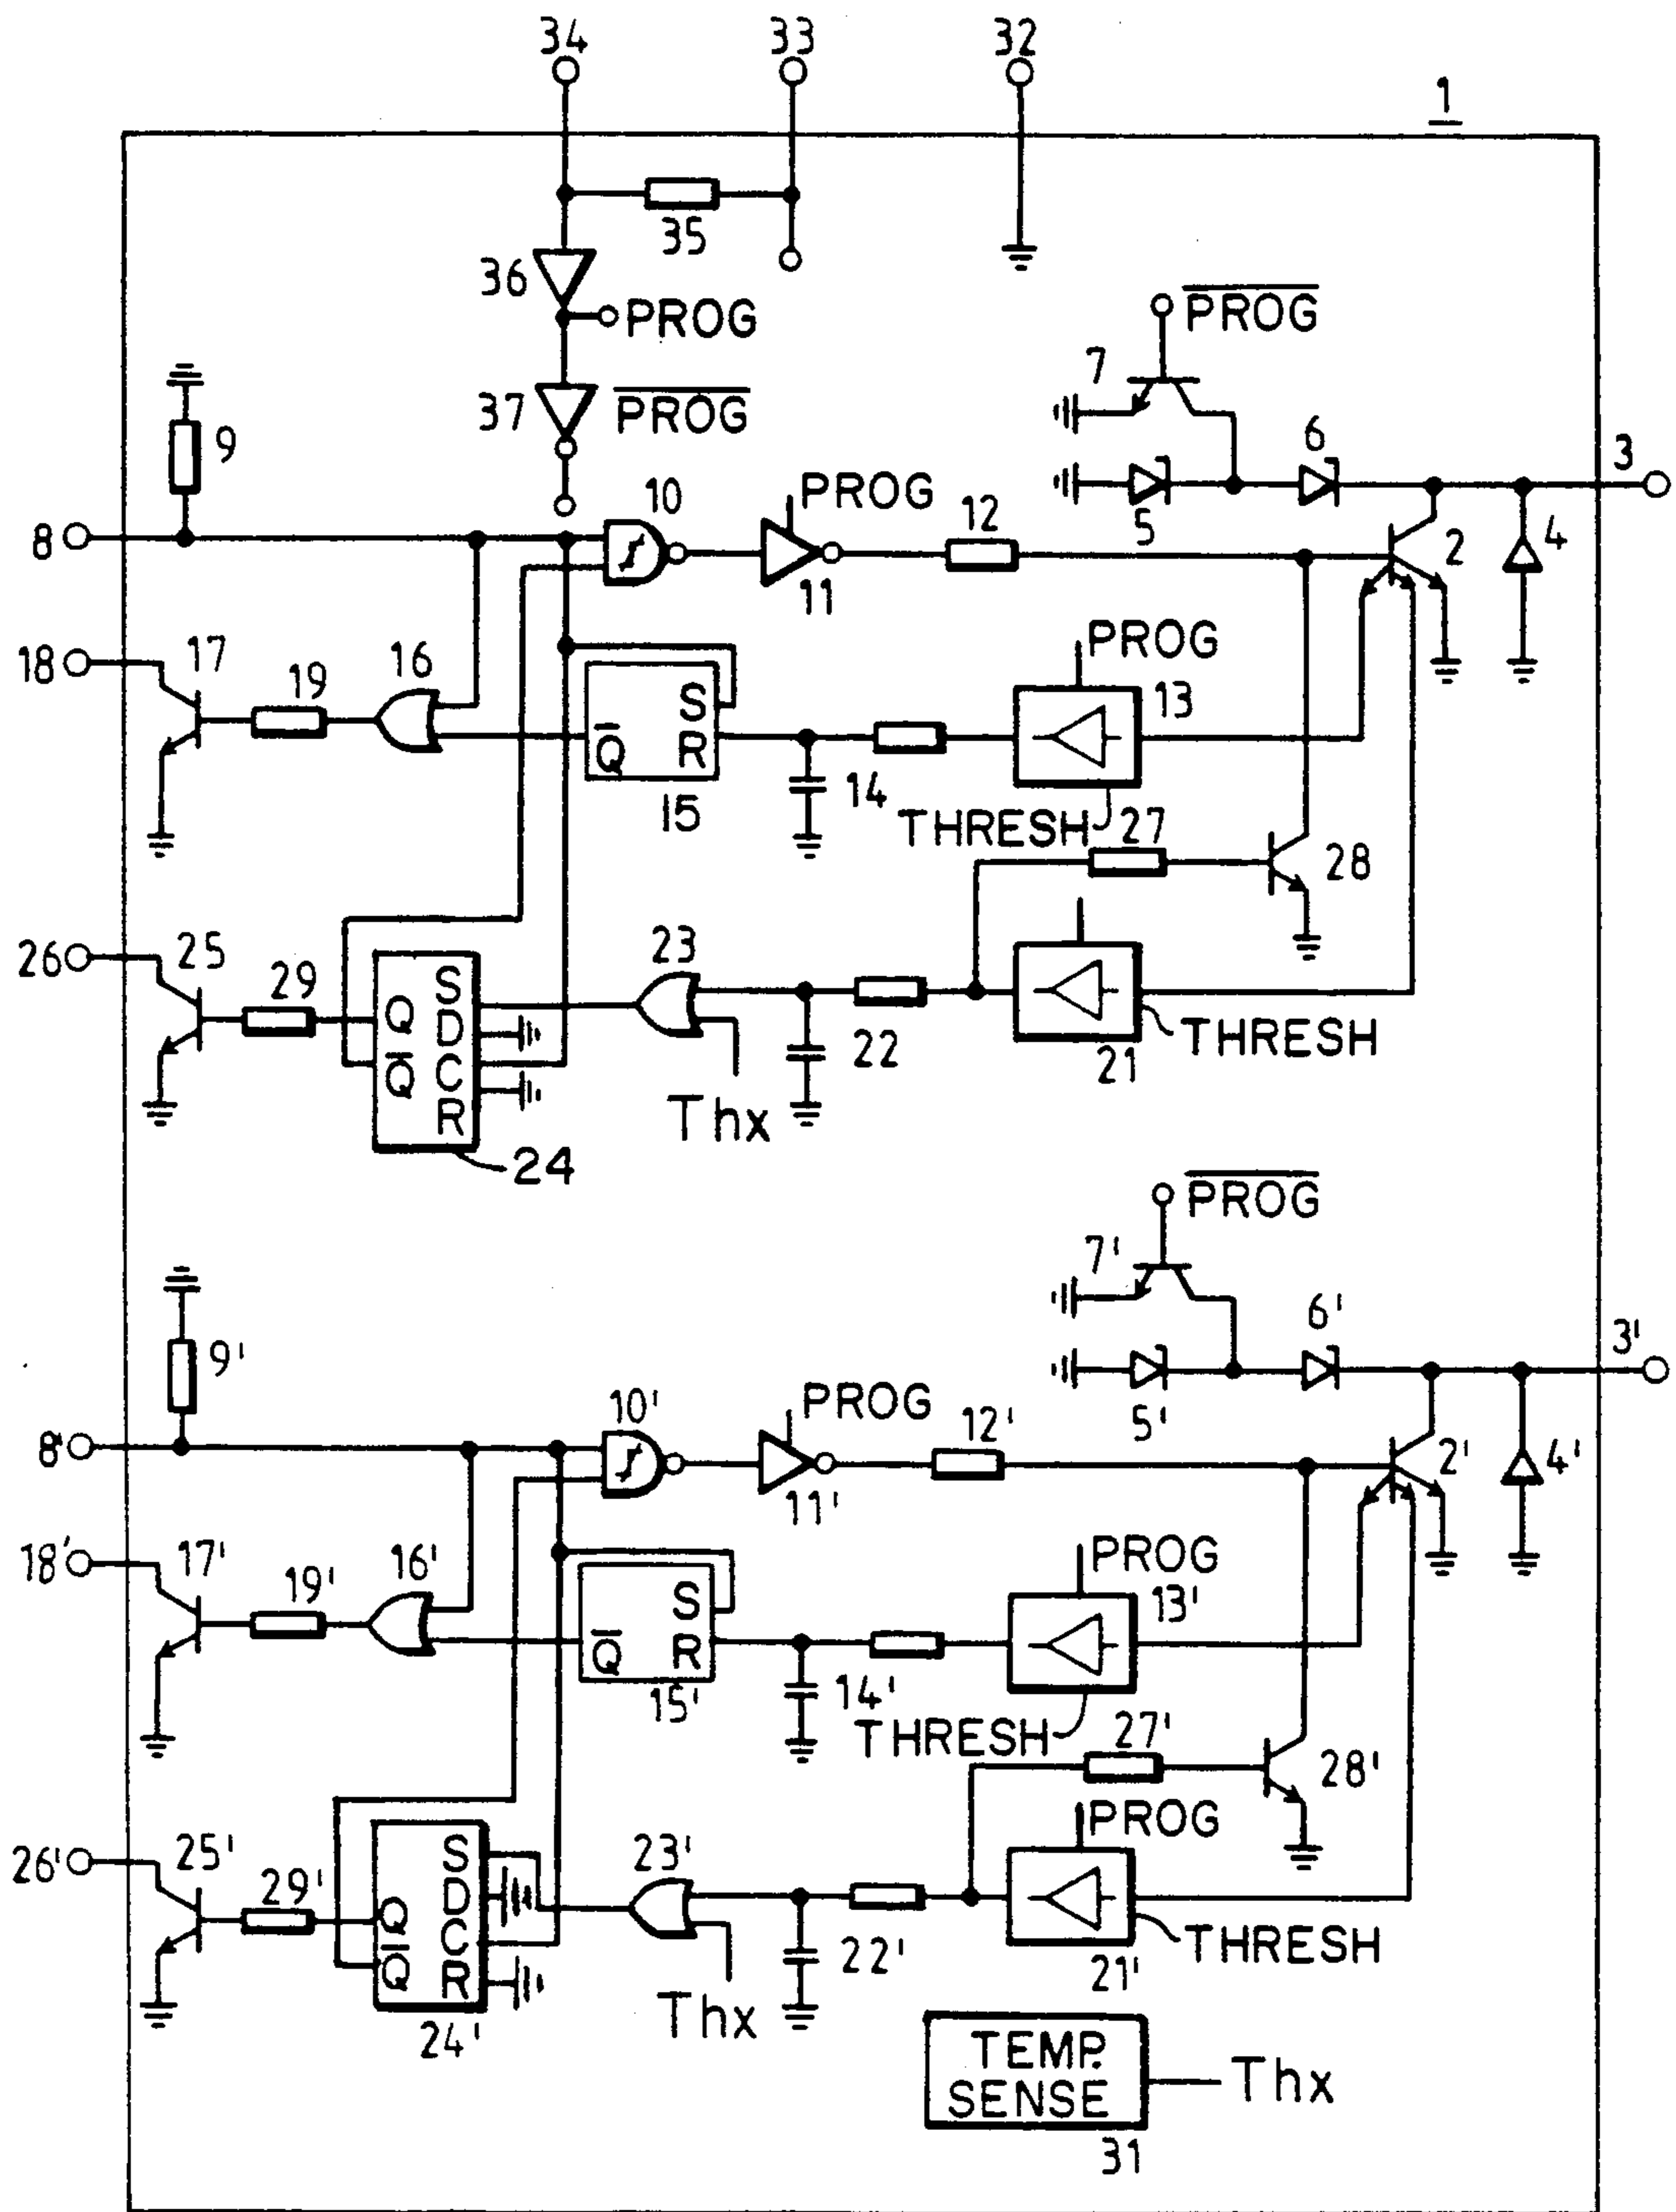 34 33 32
1
35
36
PROG
PROG
7
37 PROG
6
3
9
10 PROG 12
5
4
2
8
11
PROG
18 17 19 16
S
13
Q R
14
15 THRESH 27
28
26 25 23
29 S
Q D
22 THRESH
Q C 21
R Thx
24
PROG
7'
6'
3'
9'
10' PROG 12'
5'
4'
2'
8'
11'
PROG
18' 17' 16'
19' S 13'
Q R
15' 14'
THRESH 27'
28'
PROG
26' 25' 23'
29' S
D
Q C
22' THRESH
Q R 21'
Thx
24'
TEMP.
SENSE Thx
31